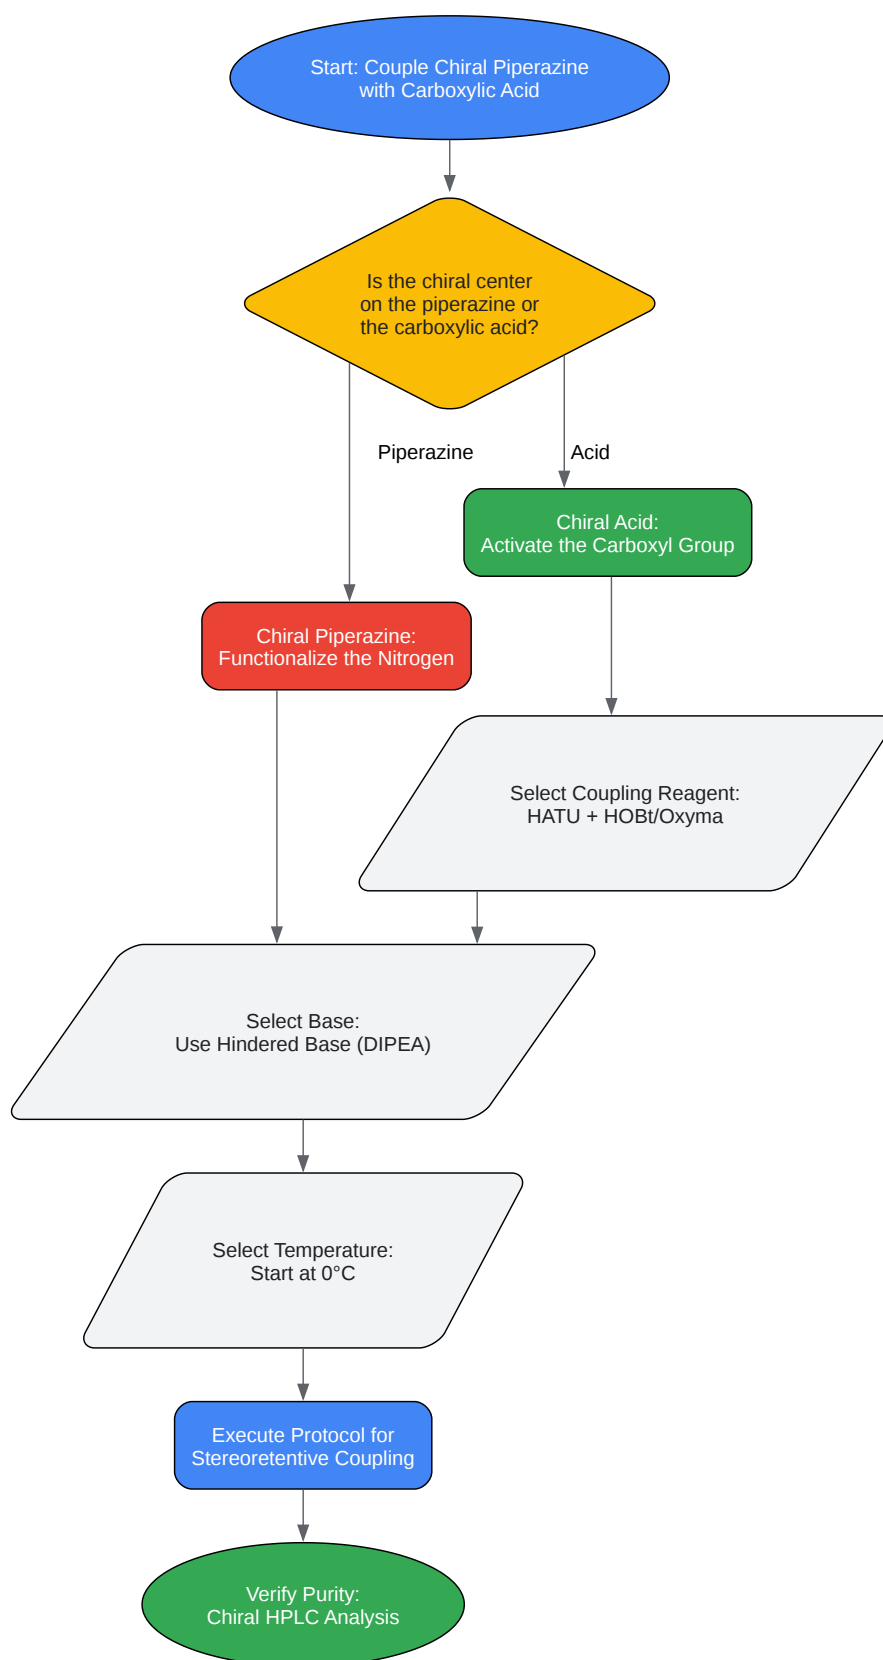 Start: Couple Chiral Piperazine
with Carboxylic Acid
Is the chiral center
on the piperazine or
the carboxylic acid?
Piperazine
Acid
Chiral Acid:
Activate the Carboxyl Group
Chiral Piperazine:
Functionalize the Nitrogen
Select Coupling Reagent:
HATU + HOBt/Oxyma
Select Base:
Use Hindered Base (DIPEA)
Select Temperature:
Start at 0°C
Execute Protocol for
Stereoretentive Coupling
Verify Purity:
Chiral HPLC Analysis